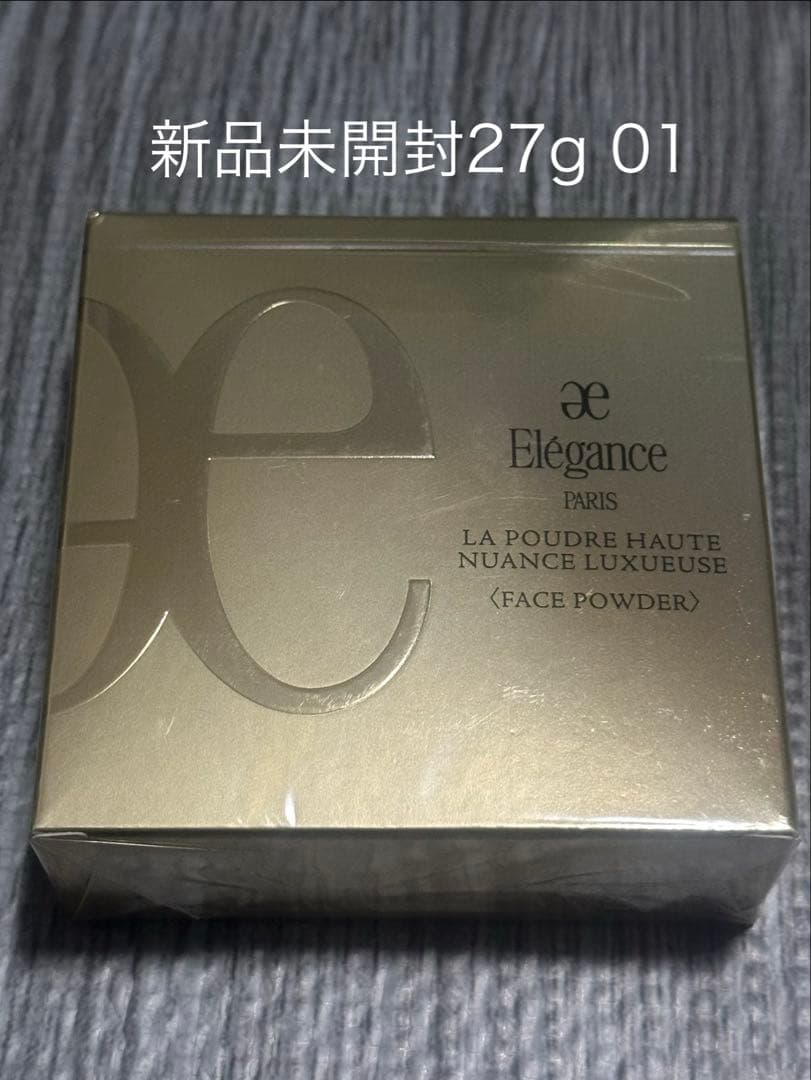 新品未開封27g 01
æ
Elégance
PARIS
LA POUDRE HAUTE
NUANCE LUXUEUSE
〈FACE POWDER〉